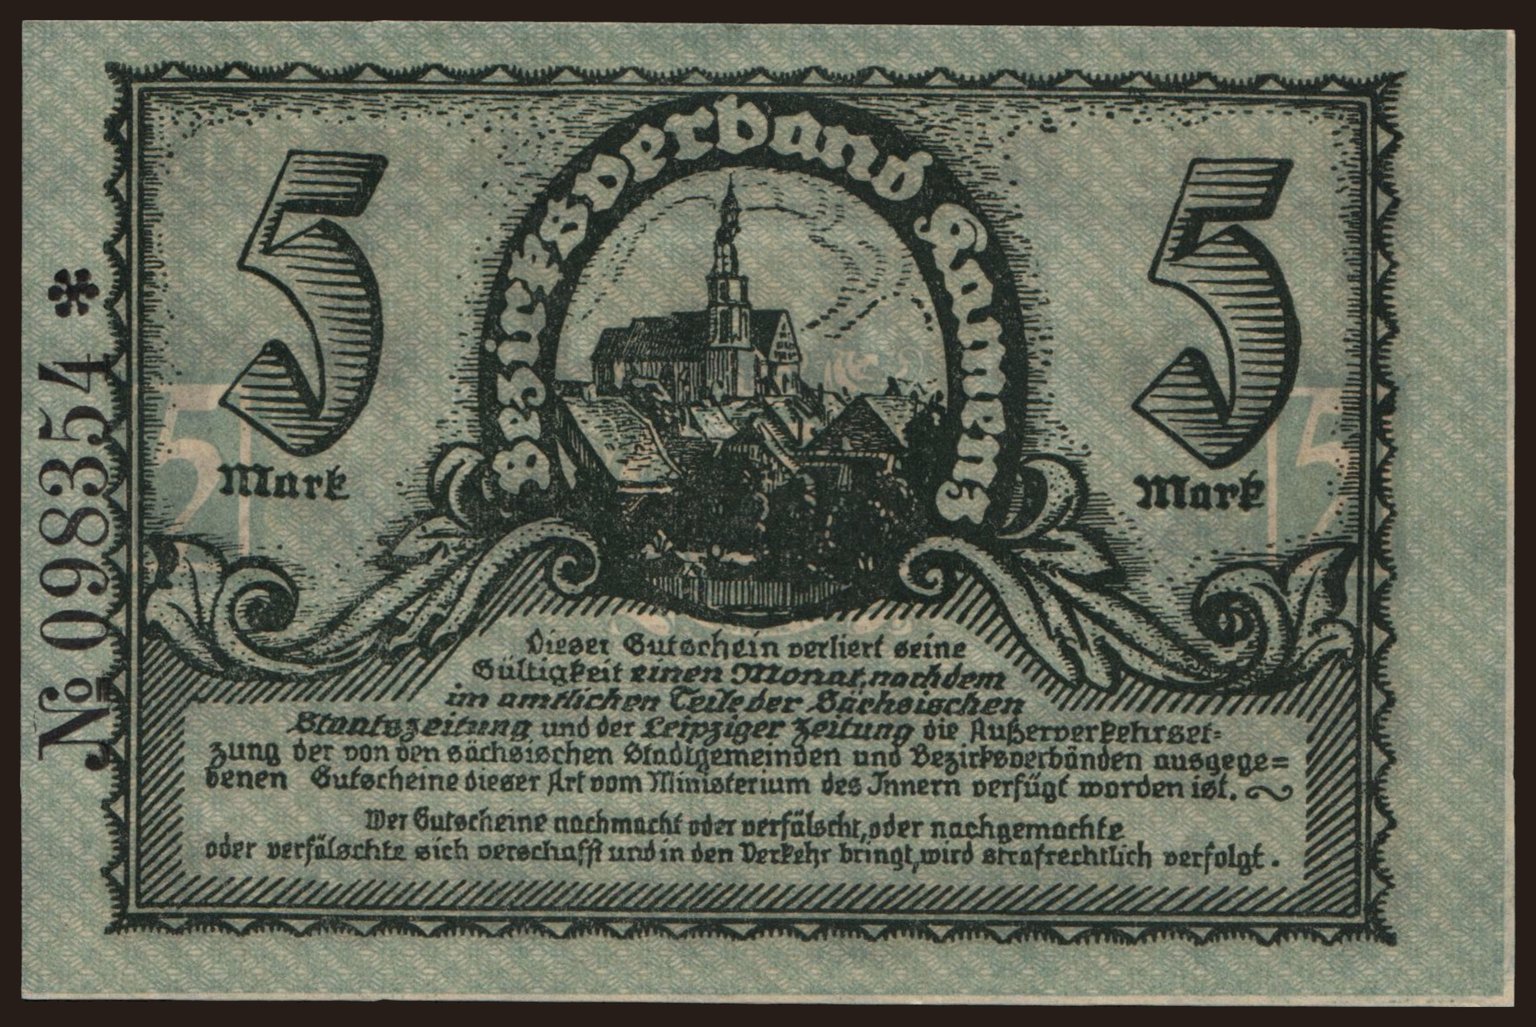 Bezirksverband Kamenz
5
5
Mark
Mark
5
5
№ 098354 *
Dieser Gutschein verliert seine
Gültigkeit einen Monat, nachdem
im amtlichen Teile der Sächsischen
Staatszeitung und der Leipziger Zeitung die Außerverkehrset=
zung der von den sächsischen Stadtgemeinden und Bezirksverbänden ausgege=
benen Gutscheine dieser Art vom Ministerium des Innern verfügt worden ist.
Wer Gutscheine nachmacht oder verfälscht, oder nachgemachte
oder verfälschte sich verschafft und in den Verkehr bringt, wird strafrechtlich verfolgt.